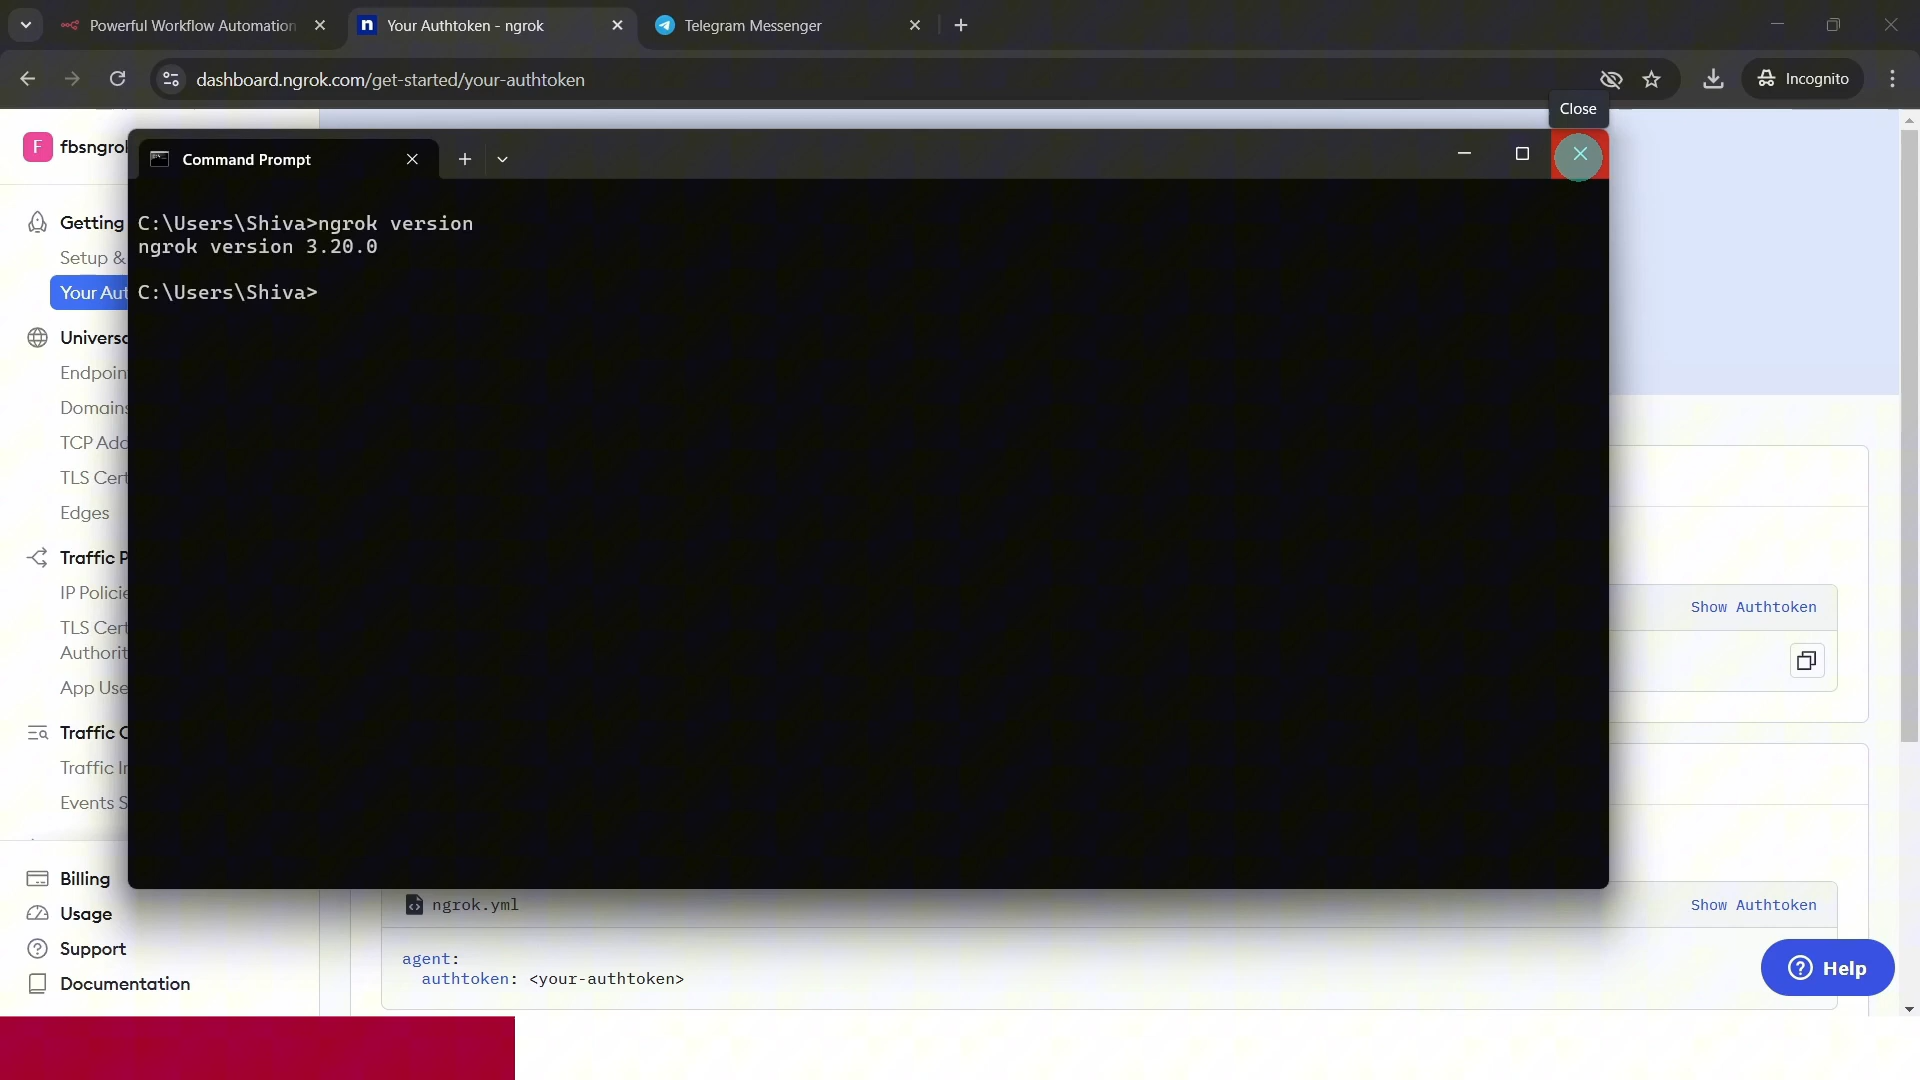 Powerful Workflow Automation
Your Authtoken - ngrok
Telegram Messenger
dashboard.ngrok.com/get-started/your-authtoken
Incognito
Close
F
fbsngro
Command Prompt
C:\Users\Shiva>ngrok version
ngrok version 3.20.0
C:\Users\Shiva>
Getting
Setup &
Your Aut
Universa
Endpoin
Domains
TCP Add
TLS Cert
Edges
Traffic P
IP Policie
TLS Cert
Authorit
App Use
Traffic O
Traffic In
Events S
Billing
Usage
Support
Documentation
Show Authtoken
ngrok.yml
Show Authtoken
agent:
authtoken: <your-authtoken>
Help